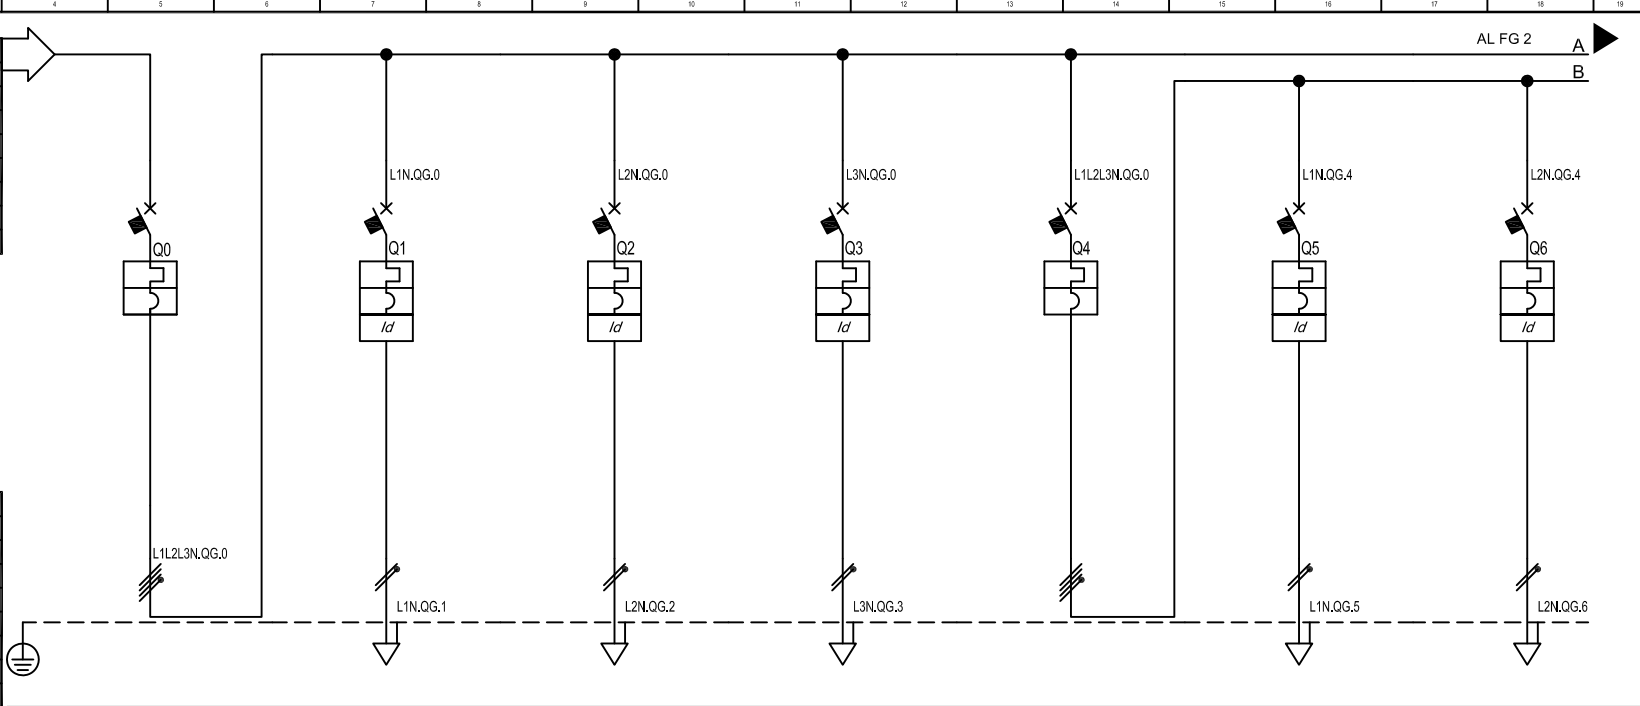 4 5 6 7 8 9 10 11 12 13 14 15 16 17 18 19
AL FG 2
A
B
L1N.QG.0 L2N.QG.0 L3N.QG.0 L1L2L3N.QG.0 L1N.QG.4 L2N.QG.4
Q0 Q1 Q2 Q3 Q4 Q5 Q6
Id Id Id Id Id
L1L2L3N.QG.0
L1N.QG.1 L2N.QG.2 L3N.QG.3 L1N.QG.5 L2N.QG.6